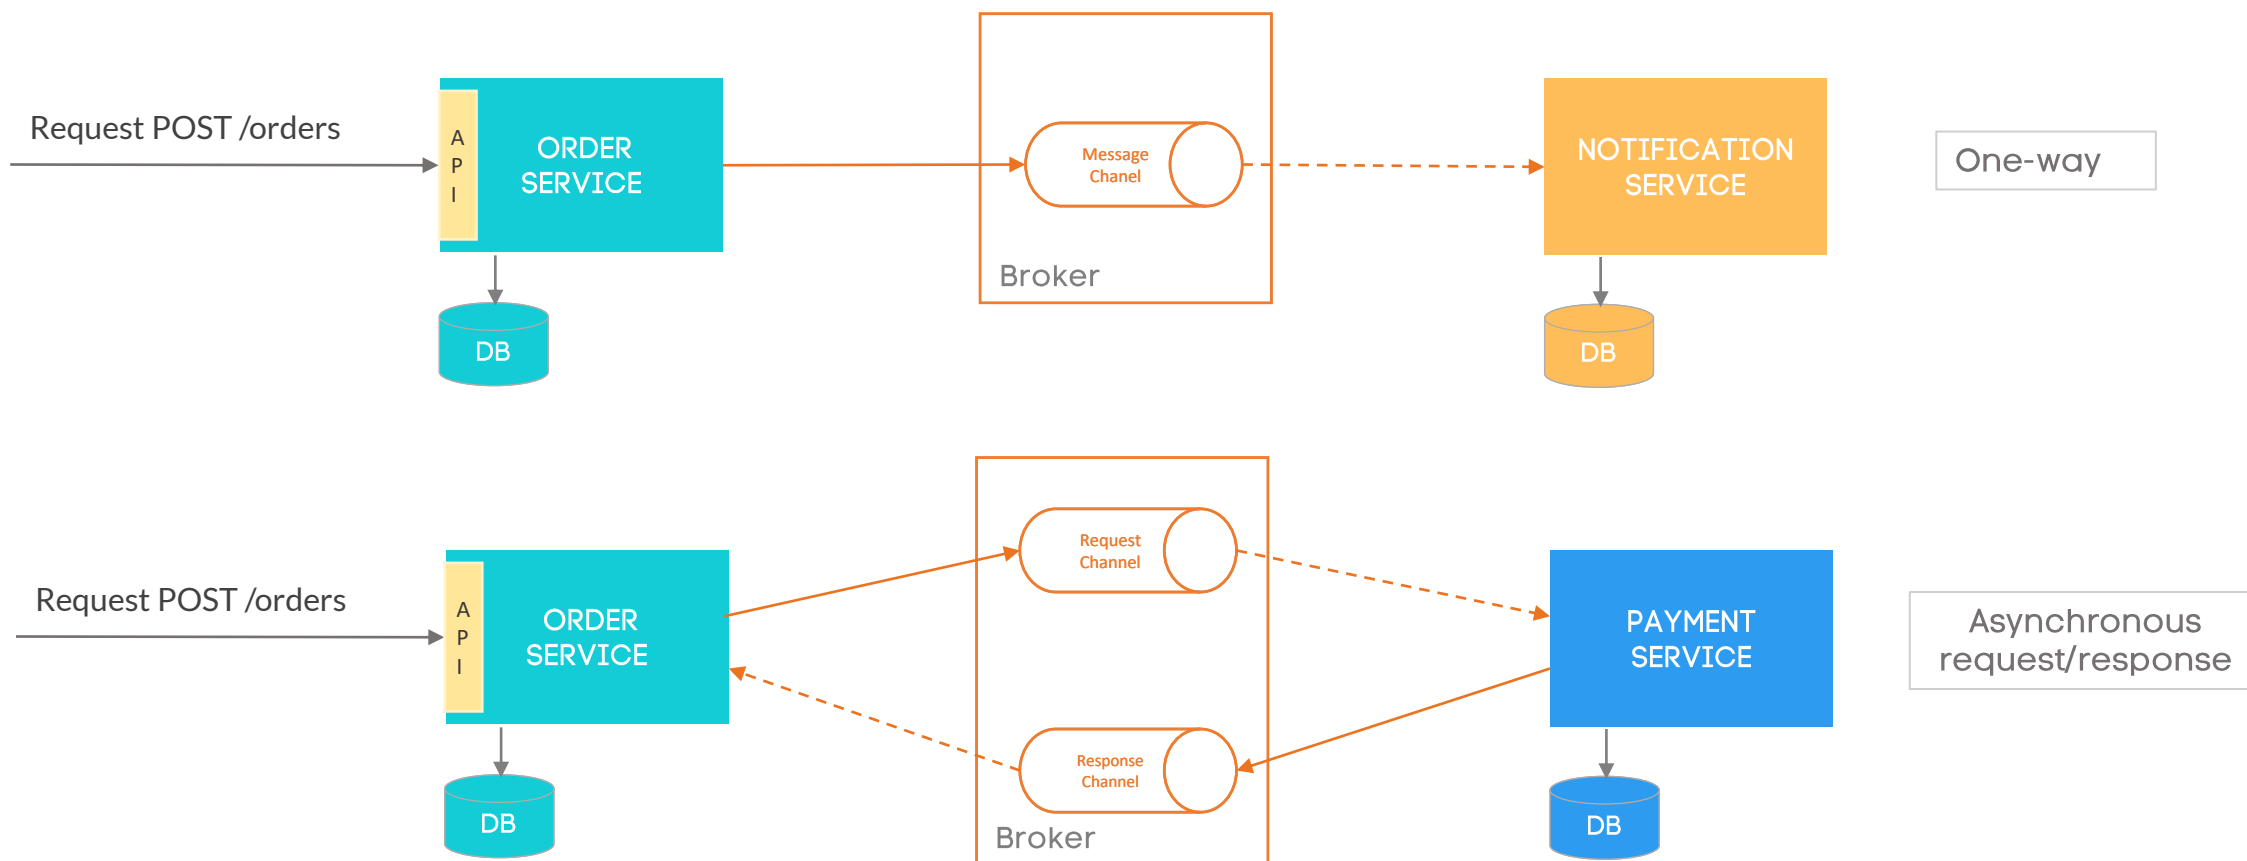 Request POST /orders
A
P
I
ORDER
SERVICE
DB
Message
Chanel
Broker
NOTIFICATION
SERVICE
DB
One-way
Request POST /orders
A
P
I
ORDER
SERVICE
DB
Request
Channel
Response
Channel
Broker
PAYMENT
SERVICE
DB
Asynchronous
request/response